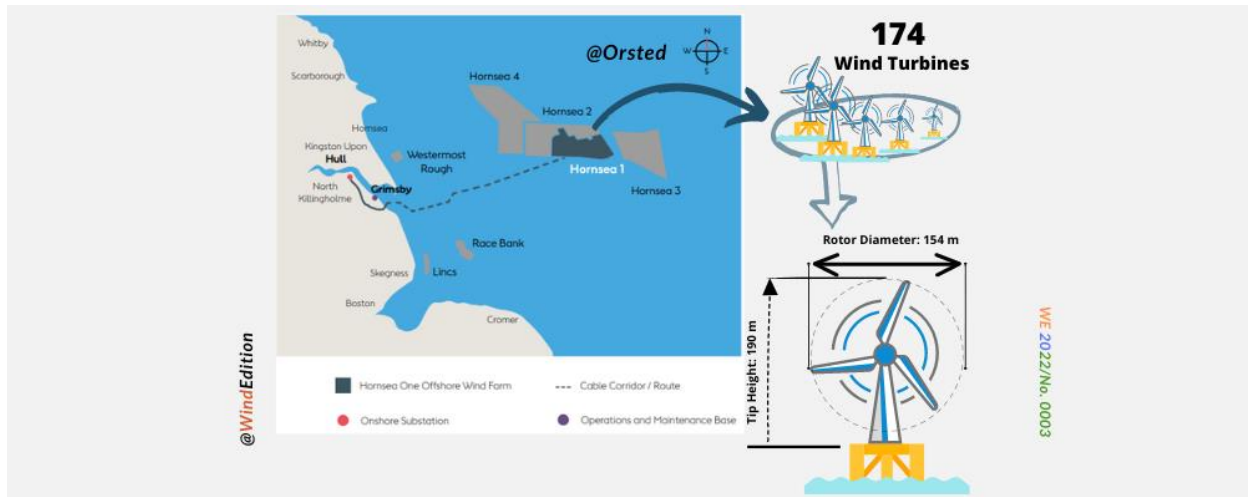 Whitby
Scarborough
Hornsea
Kingston Upon
Hull
North
Killingholme
Grimsby
Westermost
Rough
Skegness
Boston
Lincs
Race Bank
Cromer
Hornsea 4
Hornsea 2
Hornsea 1
Hornsea 3
@Orsted
N
W
E
S
Hornsea One Offshore Wind Farm
Cable Corridor / Route
Onshore Substation
Operations and Maintenance Base
@WindEdition
174
Wind Turbines
Rotor Diameter: 154 m
Tip Height: 190 m
WE 2022/No. 0003